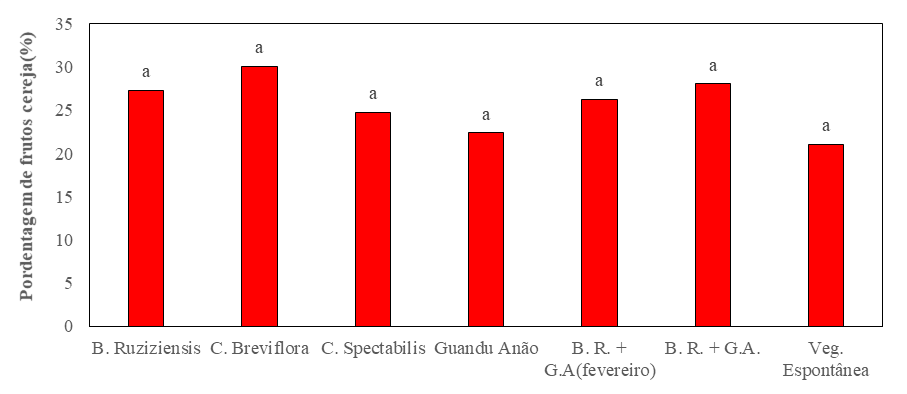 Pordentagem de frutos cereja(%)
35
30
25
20
15
10
5
0
a
a
a
a
a
a
a
B. Ruziziensis
C. Breviflora
C. Spectabilis
Guandu Anão
B. R. +
G.A(fevereiro)
B. R. + G.A.
Veg.
Espontânea